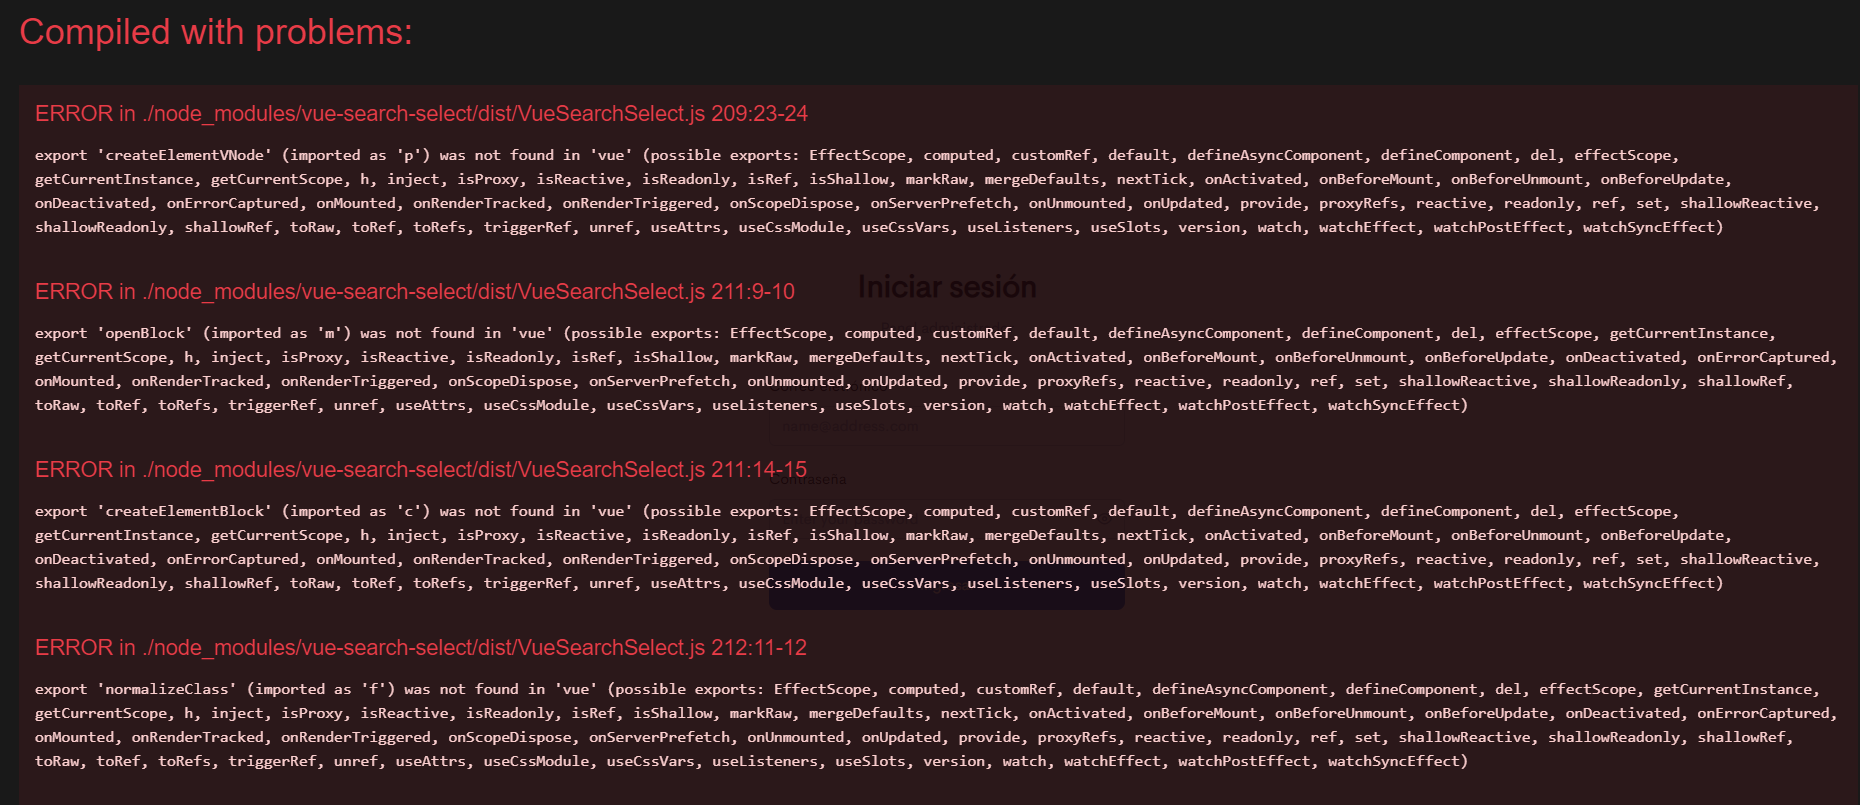 Compiled with problems:
ERROR in ./node_modules/vue-search-select/dist/VueSearchSelect.js 209:23-24
export 'createElementVNode' (imported as 'p') was not found in 'vue' (possible exports: EffectScope, computed, customRef, default, defineAsyncComponent, defineComponent, del, effectScope,
getCurrentInstance, getCurrentScope, h, inject, isProxy, isReactive, isReadonly, isRef, isShallow, markRaw, mergeDefaults, nextTick, onActivated, onBeforeMount, onBeforeUnmount, onBeforeUpdate,
onDeactivated, onErrorCaptured, onMounted, onRenderTracked, onRenderTriggered, onScopeDispose, onServerPrefetch, onUnmounted, onUpdated, provide, proxyRefs, reactive, readonly, ref, set, shallowReactive,
shallowReadonly, shallowRef, toRaw, toRef, toRefs, triggerRef, unref, useAttrs, useCssModule, useCssVars, useListeners, useSlots, version, watch, watchEffect, watchPostEffect, watchSyncEffect)
Iniciar sesión
ERROR in ./node_modules/vue-search-select/dist/VueSearchSelect.js 211:9-10
export 'openBlock' (imported as 'm') was not found in 'vue' (possible exports: EffectScope, computed, customRef, default, defineAsyncComponent, defineComponent, del, effectScope, getCurrentInstance,
getCurrentScope, h, inject, isProxy, isReactive, isReadonly, isRef, isShallow, markRaw, mergeDefaults, nextTick, onActivated, onBeforeMount, onBeforeUnmount, onBeforeUpdate, onDeactivated, onErrorCaptured,
onMounted, onRenderTracked, onRenderTriggered, onScopeDispose, onServerPrefetch, onUnmounted, onUpdated, provide, proxyRefs, reactive, readonly, ref, set, shallowReactive, shallowReadonly, shallowRef,
toRaw, toRef, toRefs, triggerRef, unref, useAttrs, useCssModule, useCssVars, useListeners, useSlots, version, watch, watchEffect, watchPostEffect, watchSyncEffect)
name@address.com
ERROR in ./node_modules/vue-search-select/dist/VueSearchSelect.js 211:14-15
Contraseña
export 'createElementBlock' (imported as 'c') was not found in 'vue' (possible exports: EffectScope, computed, customRef, default, defineAsyncComponent, defineComponent, del, effectScope,
getCurrentInstance, getCurrentScope, h, inject, isProxy, isReactive, isReadonly, isRef, isShallow, markRaw, mergeDefaults, nextTick, onActivated, onBeforeMount, onBeforeUnmount, onBeforeUpdate,
onDeactivated, onErrorCaptured, onMounted, onRenderTracked, onRenderTriggered, onScopeDispose, onServerPrefetch, onUnmounted, onUpdated, provide, proxyRefs, reactive, readonly, ref, set, shallowReactive,
shallowReadonly, shallowRef, toRaw, toRef, toRefs, triggerRef, unref, useAttrs, useCssModule, useCssVars, useListeners, useSlots, version, watch, watchEffect, watchPostEffect, watchSyncEffect)
ERROR in ./node_modules/vue-search-select/dist/VueSearchSelect.js 212:11-12
export 'normalizeClass' (imported as 'f') was not found in 'vue' (possible exports: EffectScope, computed, customRef, default, defineAsyncComponent, defineComponent, del, effectScope, getCurrentInstance,
getCurrentScope, h, inject, isProxy, isReactive, isReadonly, isRef, isShallow, markRaw, mergeDefaults, nextTick, onActivated, onBeforeMount, onBeforeUnmount, onBeforeUpdate, onDeactivated, onErrorCaptured,
onMounted, onRenderTracked, onRenderTriggered, onScopeDispose, onServerPrefetch, onUnmounted, onUpdated, provide, proxyRefs, reactive, readonly, ref, set, shallowReactive, shallowReadonly, shallowRef,
toRaw, toRef, toRefs, triggerRef, unref, useAttrs, useCssModule, useCssVars, useListeners, useSlots, version, watch, watchEffect, watchPostEffect, watchSyncEffect)